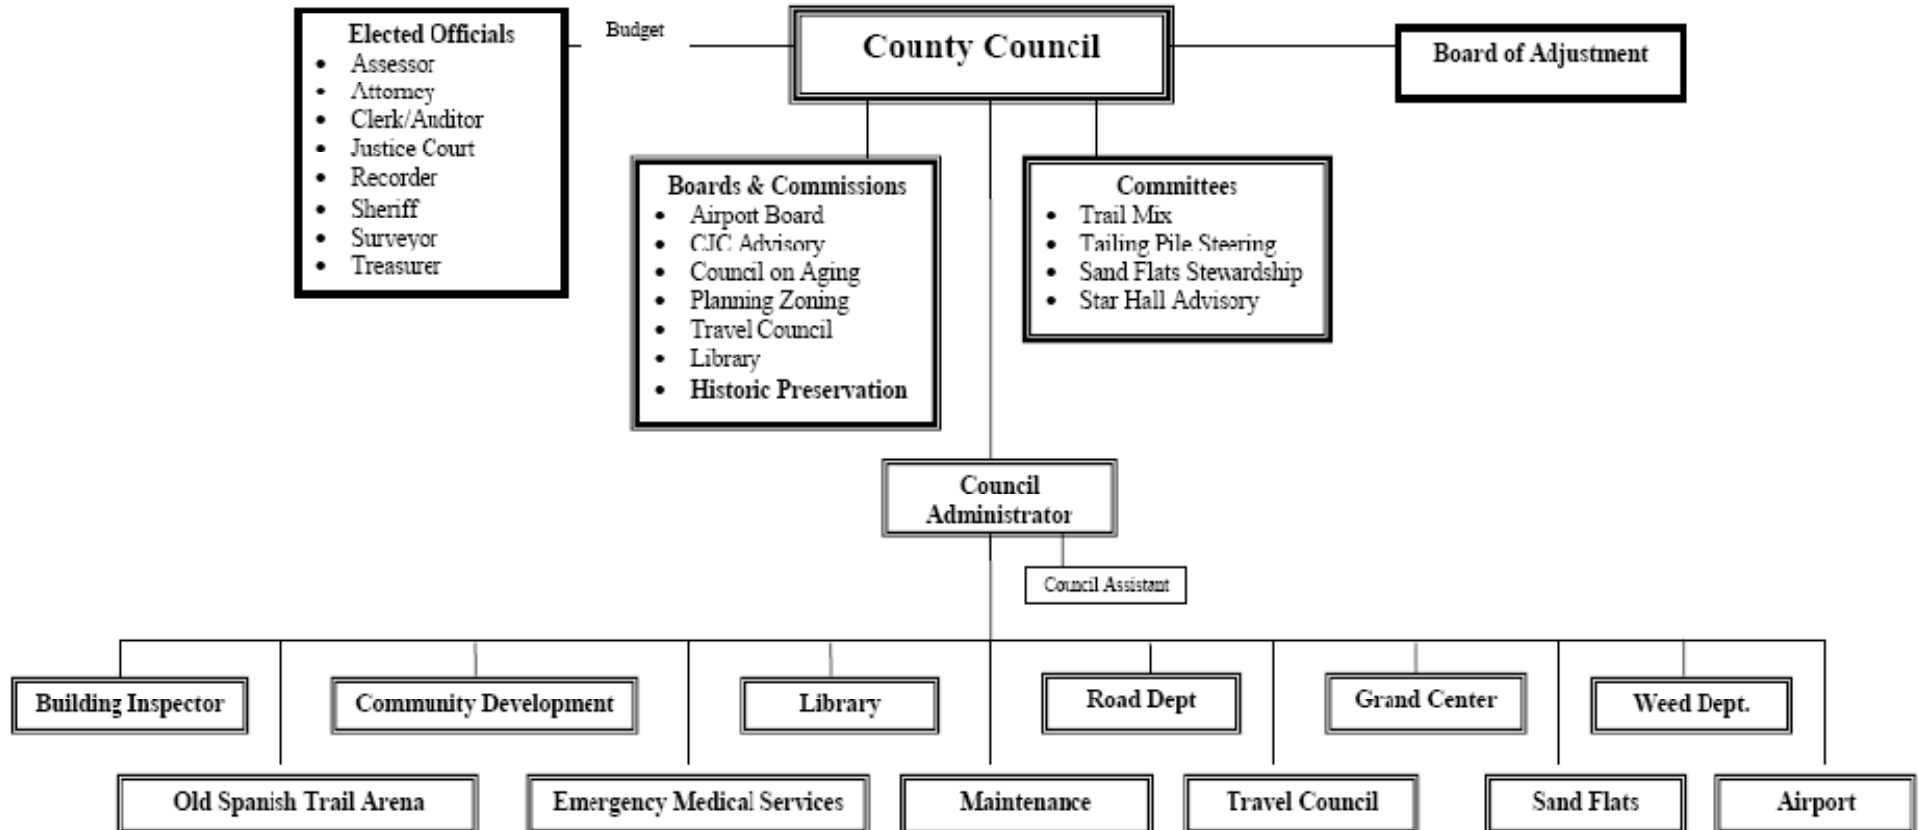 Elected Officials
• Assessor
• Attorney
• Clerk/Auditor
• Justice Court
• Recorder
• Sheriff
• Surveyor
• Treasurer
Budget
County Council
Board of Adjustment
Boards & Commissions
• Airport Board
• CJC Advisory
• Council on Aging
• Planning Zoning
• Travel Council
• Library
• Historic Preservation
Committees
• Trail Mix
• Tailing Pile Steering
• Sand Flats Stewardship
• Star Hall Advisory
Council
Administrator
Council Assistant
Building Inspector
Community Development
Library
Road Dept
Grand Center
Weed Dept.
Old Spanish Trail Arena
Emergency Medical Services
Maintenance
Travel Council
Sand Flats
Airport